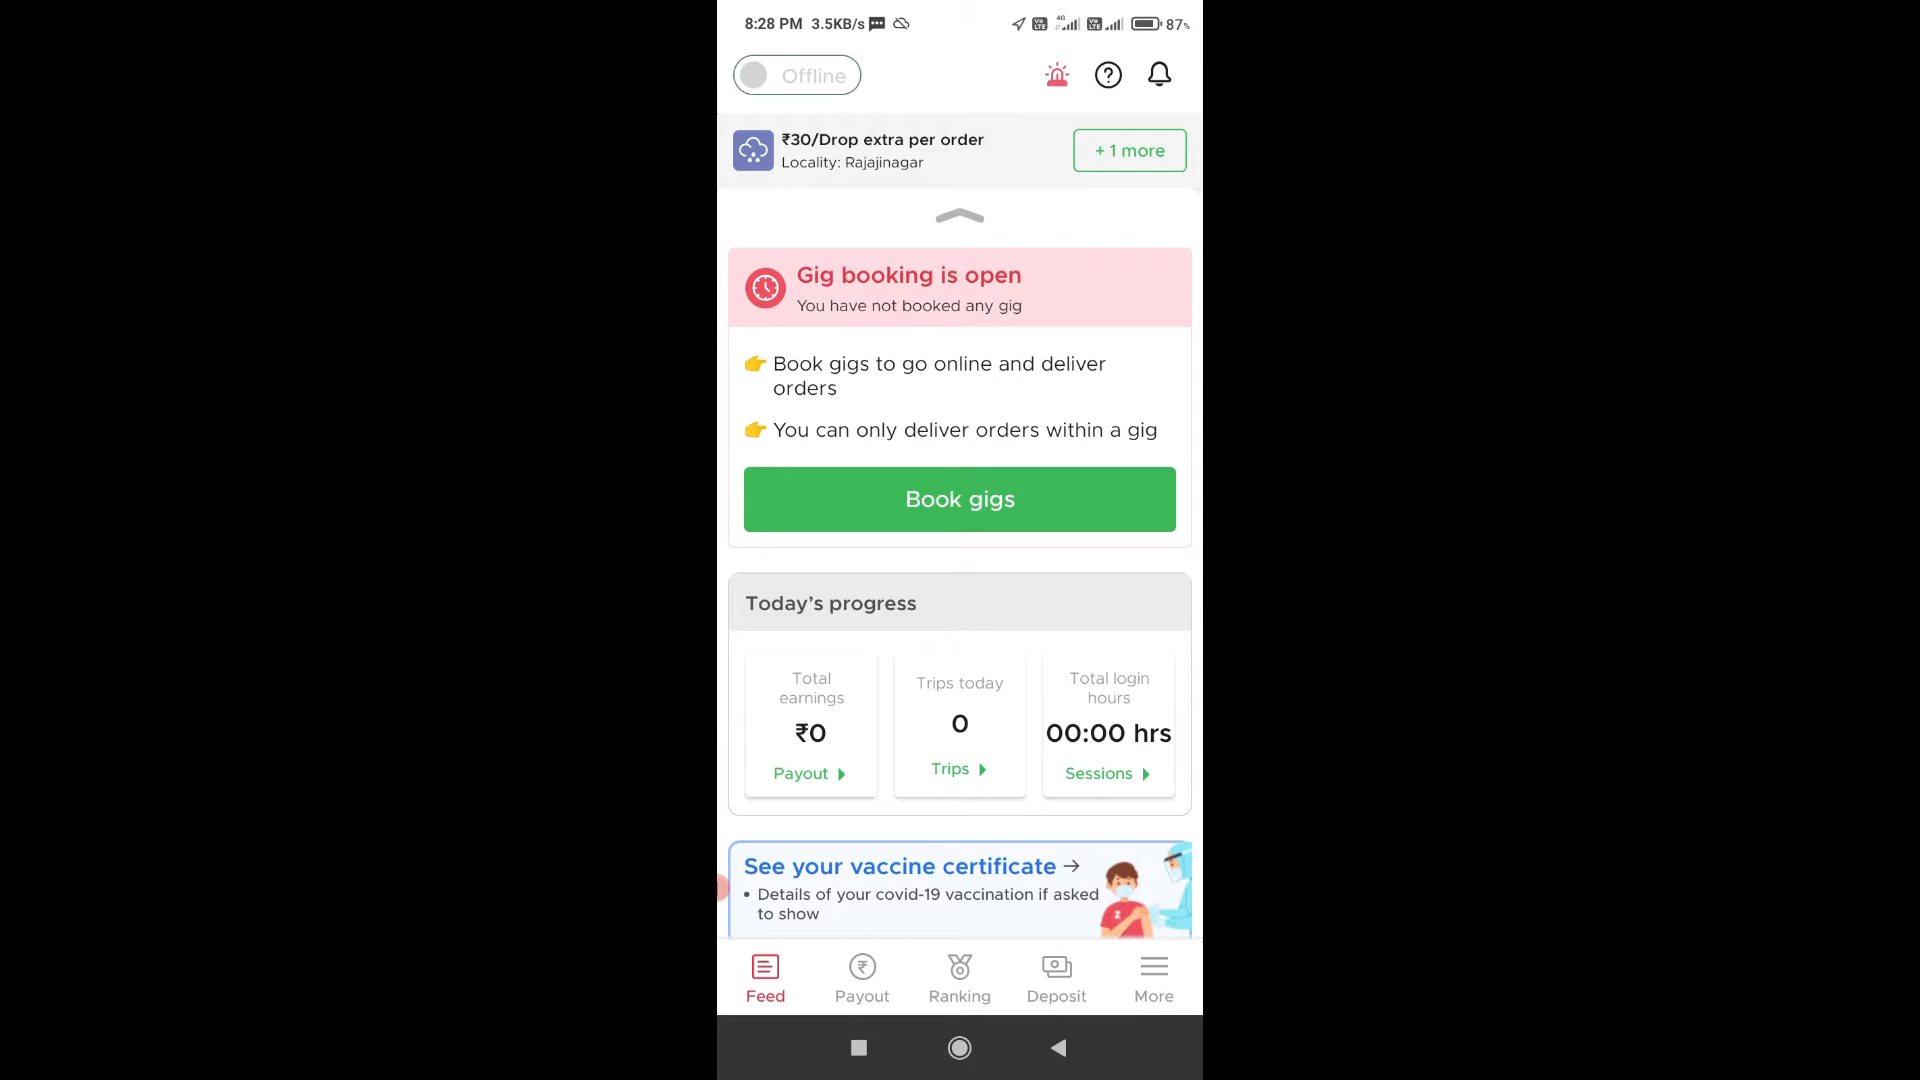 8:28 PM 3.5KB/s 4G 87%
Offline
₹30/Drop extra per order
Locality: Rajajinagar
+ 1 more
Gig booking is open
You have not booked any gig
👉 Book gigs to go online and deliver
orders
👉 You can only deliver orders within a gig
Book gigs
Today’s progress
Total
earnings
₹0
Payout
Trips today
0
Trips
Total login
hours
00:00 hrs
Sessions
See your vaccine certificate →
• Details of your covid-19 vaccination if asked
to show
Feed
Payout
Ranking
Deposit
More